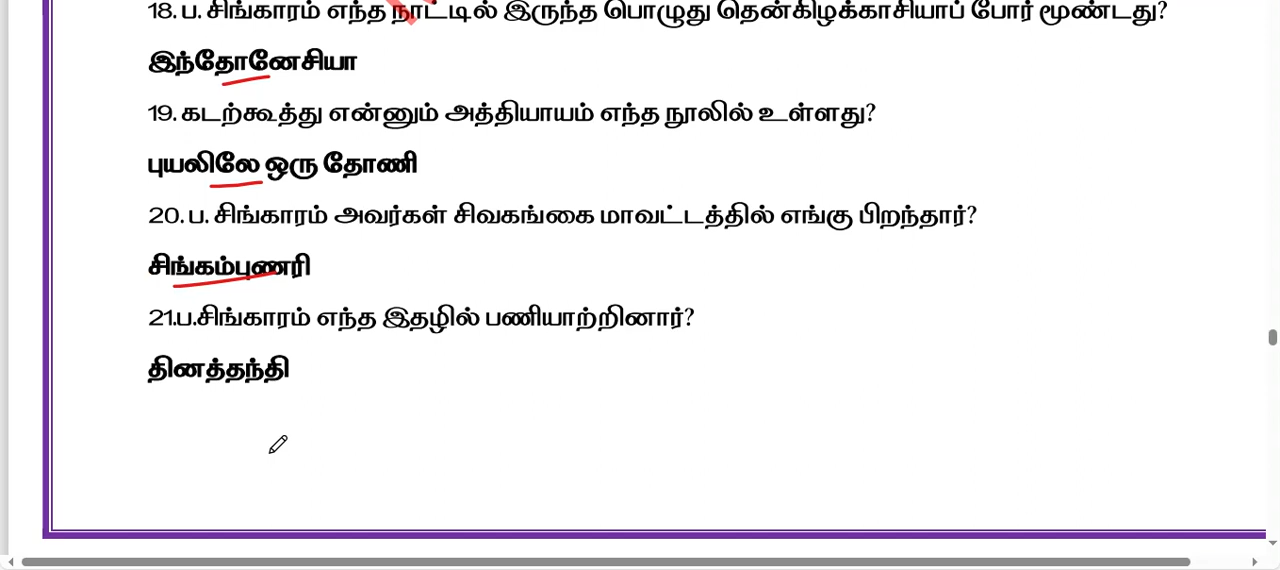 18. ப. சிங்காரம் எந்த நாட்டில் இருந்த பொழுது தென்கிழக்காசியாப் போர் மூண்டது?
இந்தோனேசியா
19. கடற்கூத்து என்னும் அத்தியாயம் எந்த நூலில் உள்ளது?
புயலிலே ஒரு தோணி
20. ப. சிங்காரம் அவர்கள் சிவகங்கை மாவட்டத்தில் எங்கு பிறந்தார்?
சிங்கம்புணரி
21.ப.சிங்காரம் எந்த இதழில் பணியாற்றினார்?
தினத்தந்தி